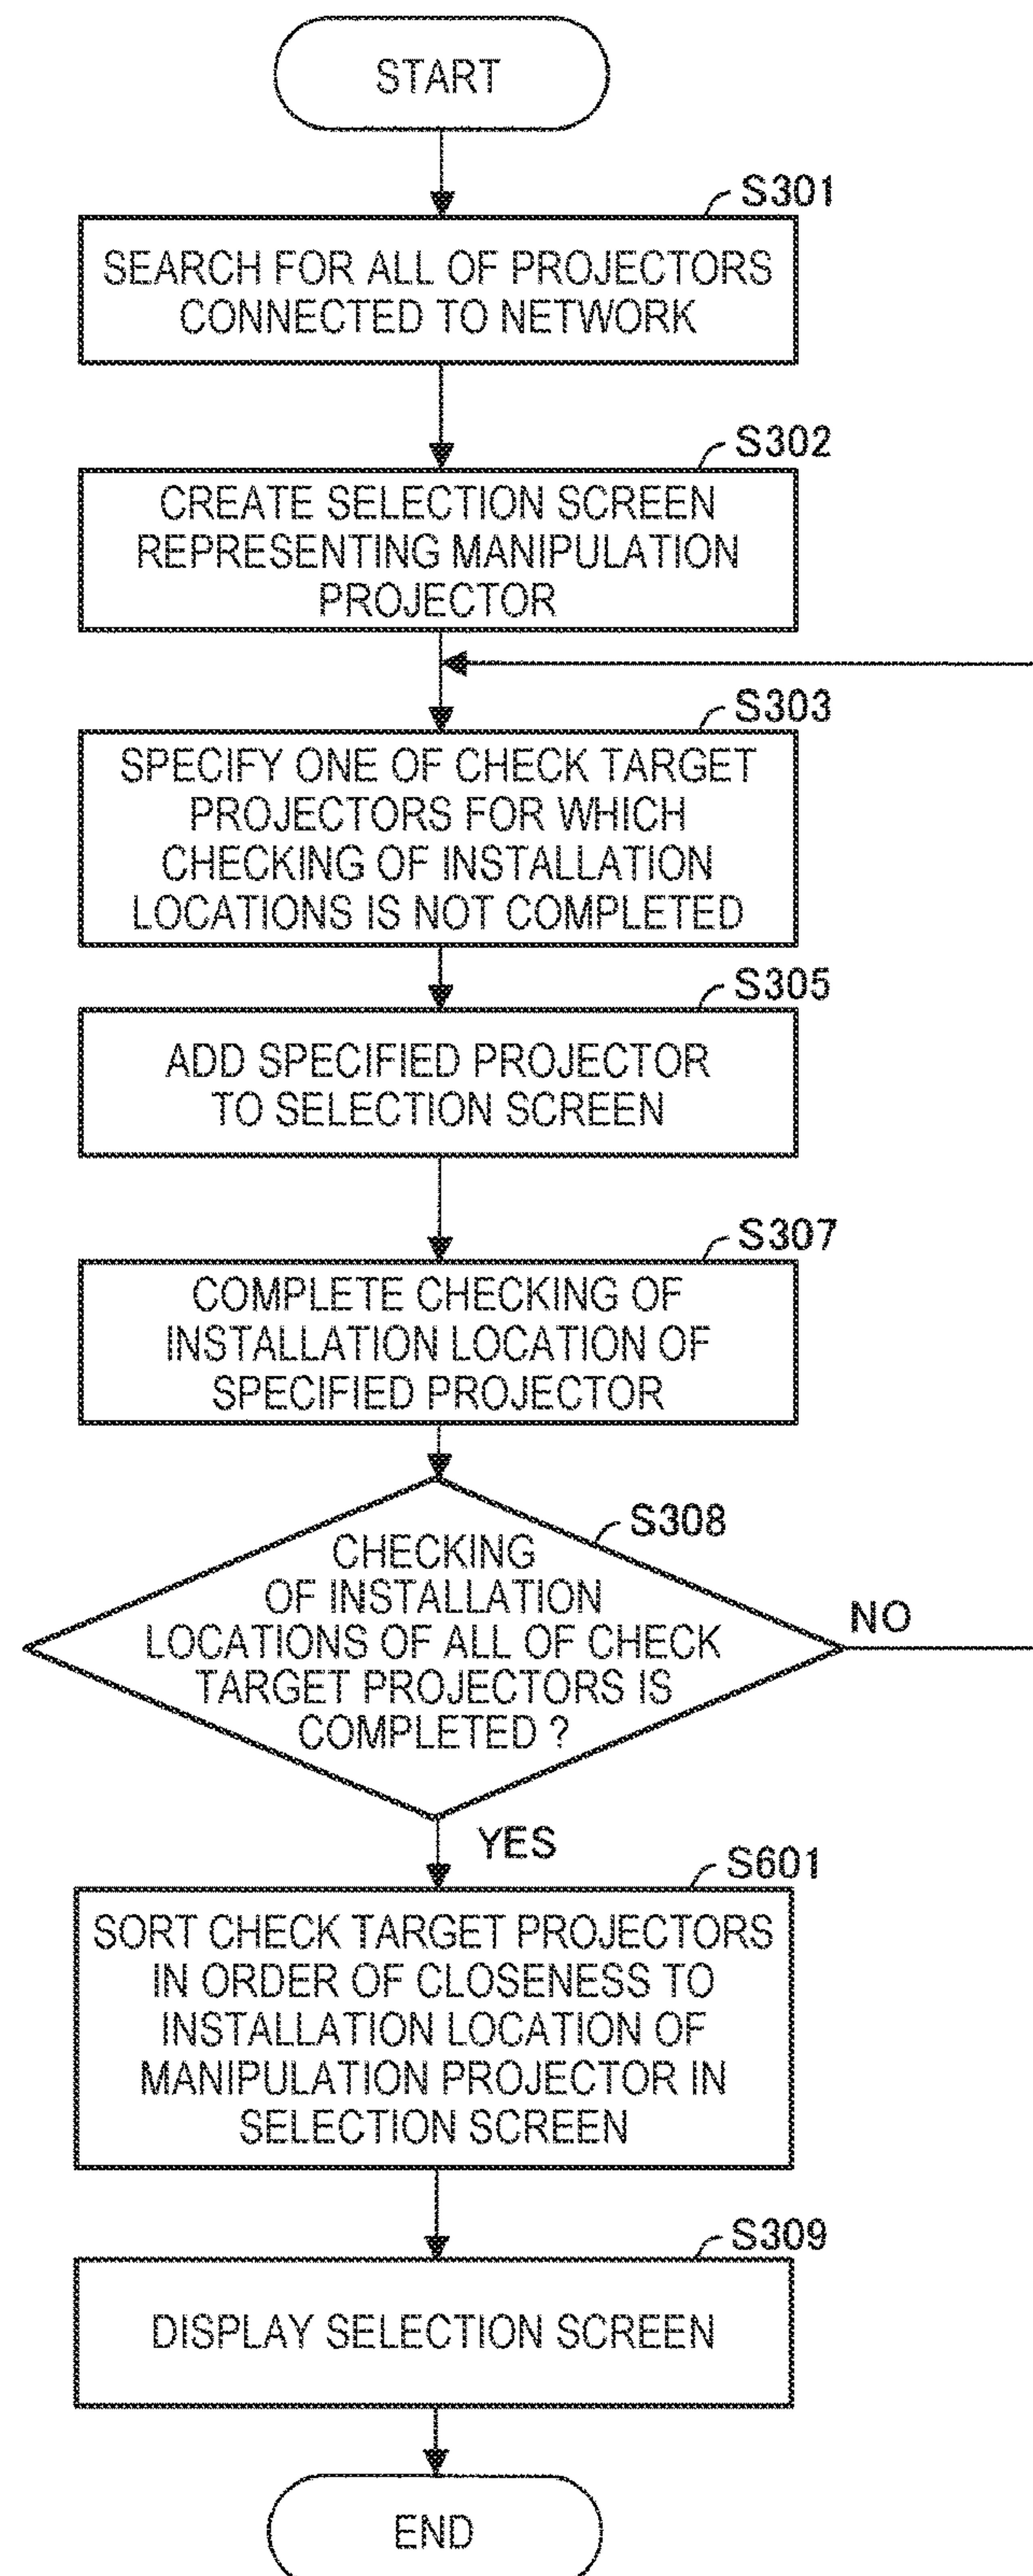 START
S301
SEARCH FOR ALL OF PROJECTORS
CONNECTED TO NETWORK
S302
CREATE SELECTION SCREEN
REPRESENTING MANIPULATION
PROJECTOR
S303
SPECIFY ONE OF CHECK TARGET
PROJECTORS FOR WHICH
CHECKING OF INSTALLATION
LOCATIONS IS NOT COMPLETED
S305
ADD SPECIFIED PROJECTOR
TO SELECTION SCREEN
S307
COMPLETE CHECKING OF
INSTALLATION LOCATION OF
SPECIFIED PROJECTOR
S308
CHECKING
OF INSTALLATION
LOCATIONS OF ALL OF CHECK
TARGET PROJECTORS IS
COMPLETED ?
NO
YES
S601
SORT CHECK TARGET PROJECTORS
IN ORDER OF CLOSENESS TO
INSTALLATION LOCATION OF
MANIPULATION PROJECTOR IN
SELECTION SCREEN
S309
DISPLAY SELECTION SCREEN
END